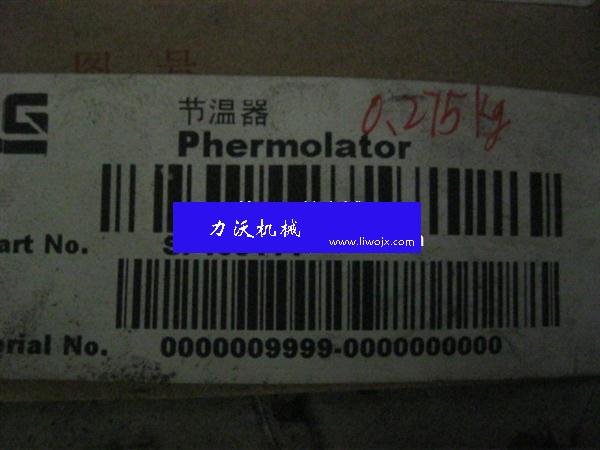 节温器
0.275kg
Phermolator
力沃机械
www.liwojx.com
art No.
erial No. 0000009999-0000000000